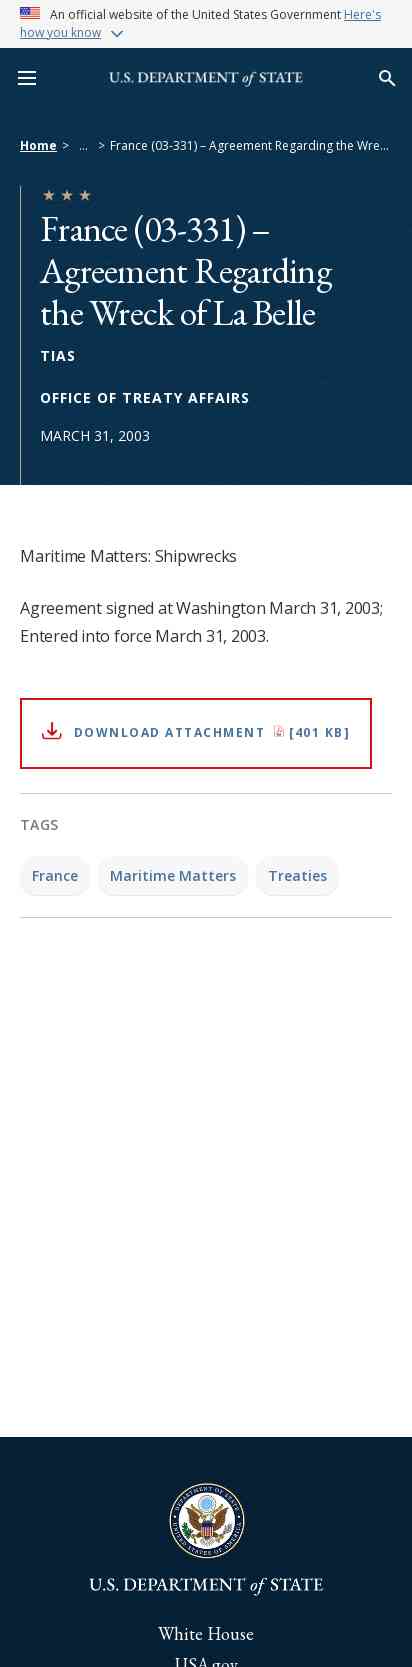 An official website of the United States Government Here's
how you know
U.S. DEPARTMENT of STATE
Home > ... > France (03-331) – Agreement Regarding the Wre...
France (03-331) –
Agreement Regarding
the Wreck of La Belle
TIAS
OFFICE OF TREATY AFFAIRS
MARCH 31, 2003
Maritime Matters: Shipwrecks
Agreement signed at Washington March 31, 2003;
Entered into force March 31, 2003.
DOWNLOAD ATTACHMENT [401 KB]
TAGS
France Maritime Matters Treaties
DEPARTMENT OF STATE
UNITED STATES OF AMERICA
U.S. DEPARTMENT of STATE
White House
USA.gov